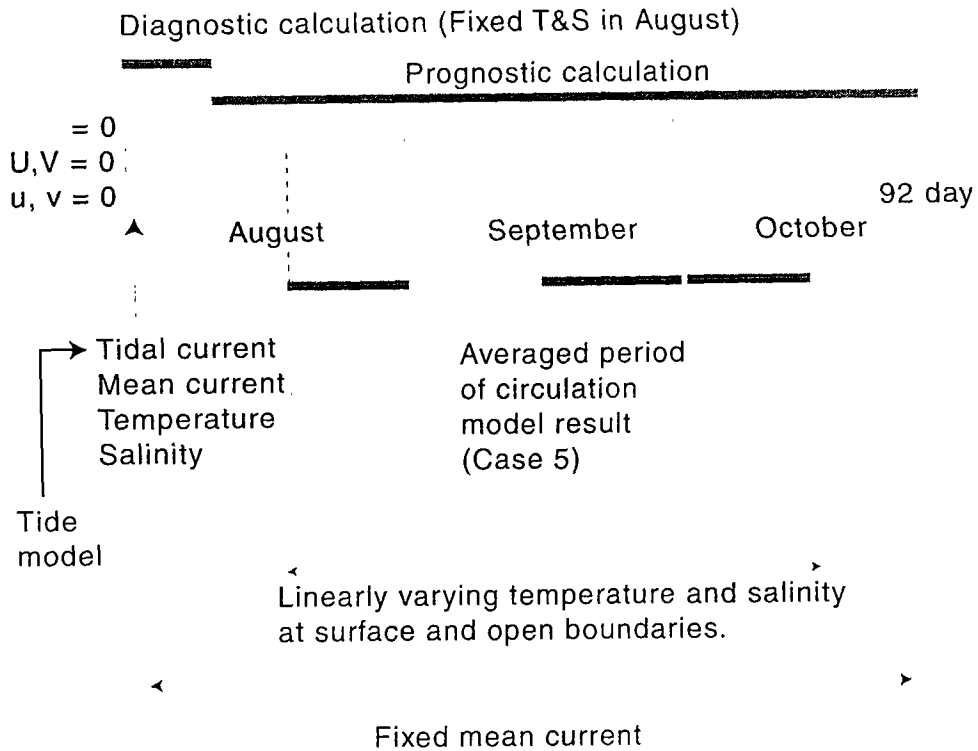 Diagnostic calculation (Fixed T&S in August)
Prognostic calculation
= 0
U,V = 0
u, v = 0
92 day
August
September
October
Tidal current
Mean current
Temperature
Salinity
Averaged period
of circulation
model result
(Case 5)
Tide
model
Linearly varying temperature and salinity
at surface and open boundaries.
Fixed mean current